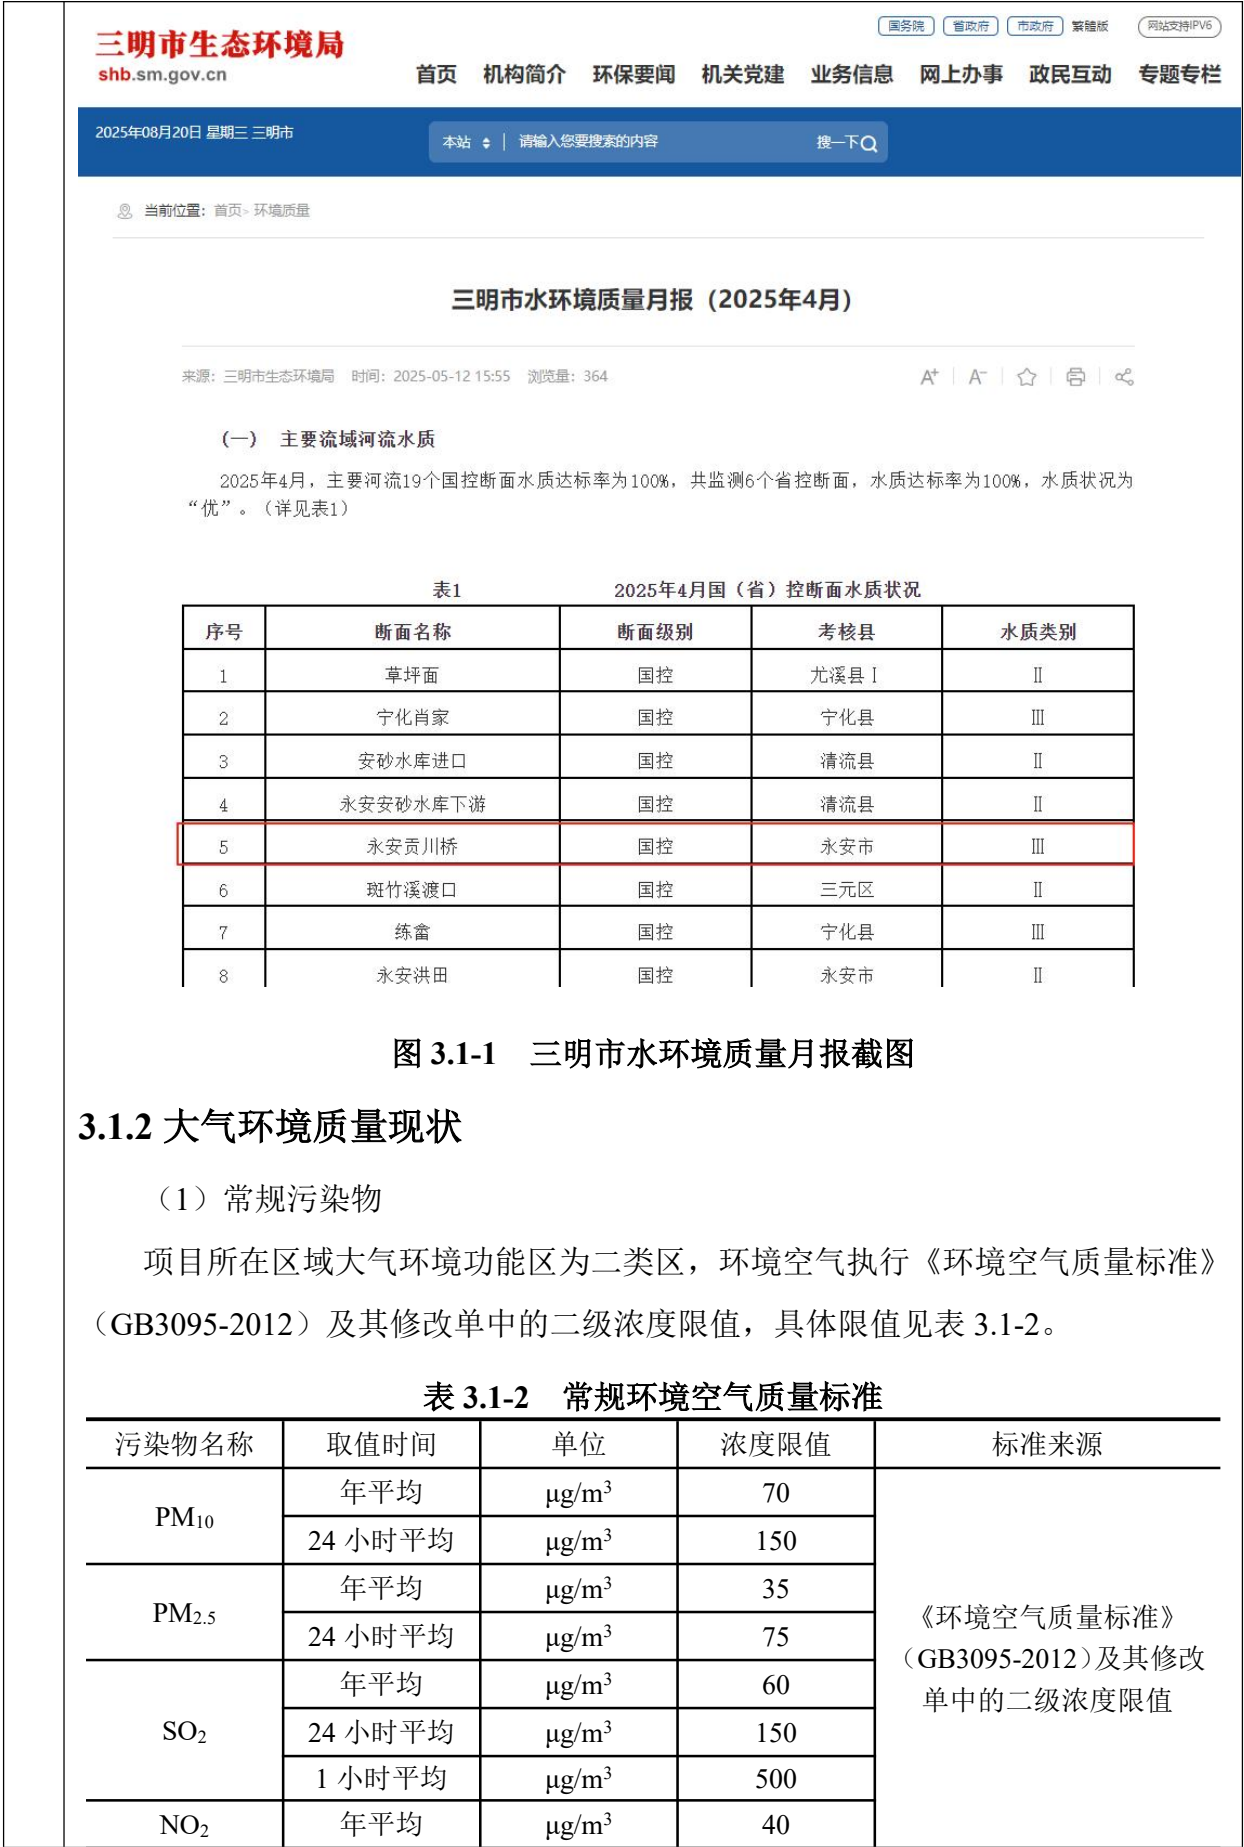 三明市生态环境局
shb.sm.gov.cn
国务院 省政府 市政府 繁體版 网站支持IPV6
首页 机构简介 环保要闻 机关党建 业务信息 网上办事 政民互动 专题专栏
2025年08月20日 星期三 三明市
本站 请输入您要搜索的内容 搜一下
当前位置：首页> 环境质量
三明市水环境质量月报（2025年4月）
来源：三明市生态环境局 时间：2025-05-12 15:55 浏览量：364
A+ A-
（一） 主要流域河流水质
2025年4月，主要河流19个国控断面水质达标率为100%，共监测6个省控断面，水质达标率为100%，水质状况为
“优”。（详见表1）
表1 2025年4月国（省）控断面水质状况
序号 断面名称 断面级别 考核县 水质类别
1 草坪面 国控 尤溪县Ⅰ Ⅱ
2 宁化肖家 国控 宁化县 Ⅲ
3 安砂水库进口 国控 清流县 Ⅱ
4 永安安砂水库下游 国控 清流县 Ⅱ
5 永安贡川桥 国控 永安市 Ⅲ
6 斑竹溪渡口 国控 三元区 Ⅱ
7 练畲 国控 宁化县 Ⅲ
8 永安洪田 国控 永安市 Ⅱ
图 3.1-1 三明市水环境质量月报截图
3.1.2 大气环境质量现状
（1）常规污染物
项目所在区域大气环境功能区为二类区，环境空气执行《环境空气质量标准》
（GB3095-2012）及其修改单中的二级浓度限值，具体限值见表 3.1-2。
表 3.1-2 常规环境空气质量标准
污染物名称 取值时间 单位 浓度限值 标准来源
PM₁₀ 年平均 μg/m³ 70
24 小时平均 μg/m³ 150
PM₂.₅ 年平均 μg/m³ 35
24 小时平均 μg/m³ 75
SO₂ 年平均 μg/m³ 60
24 小时平均 μg/m³ 150
1 小时平均 μg/m³ 500
NO₂ 年平均 μg/m³ 40
《环境空气质量标准》
（GB3095-2012）及其修改
单中的二级浓度限值